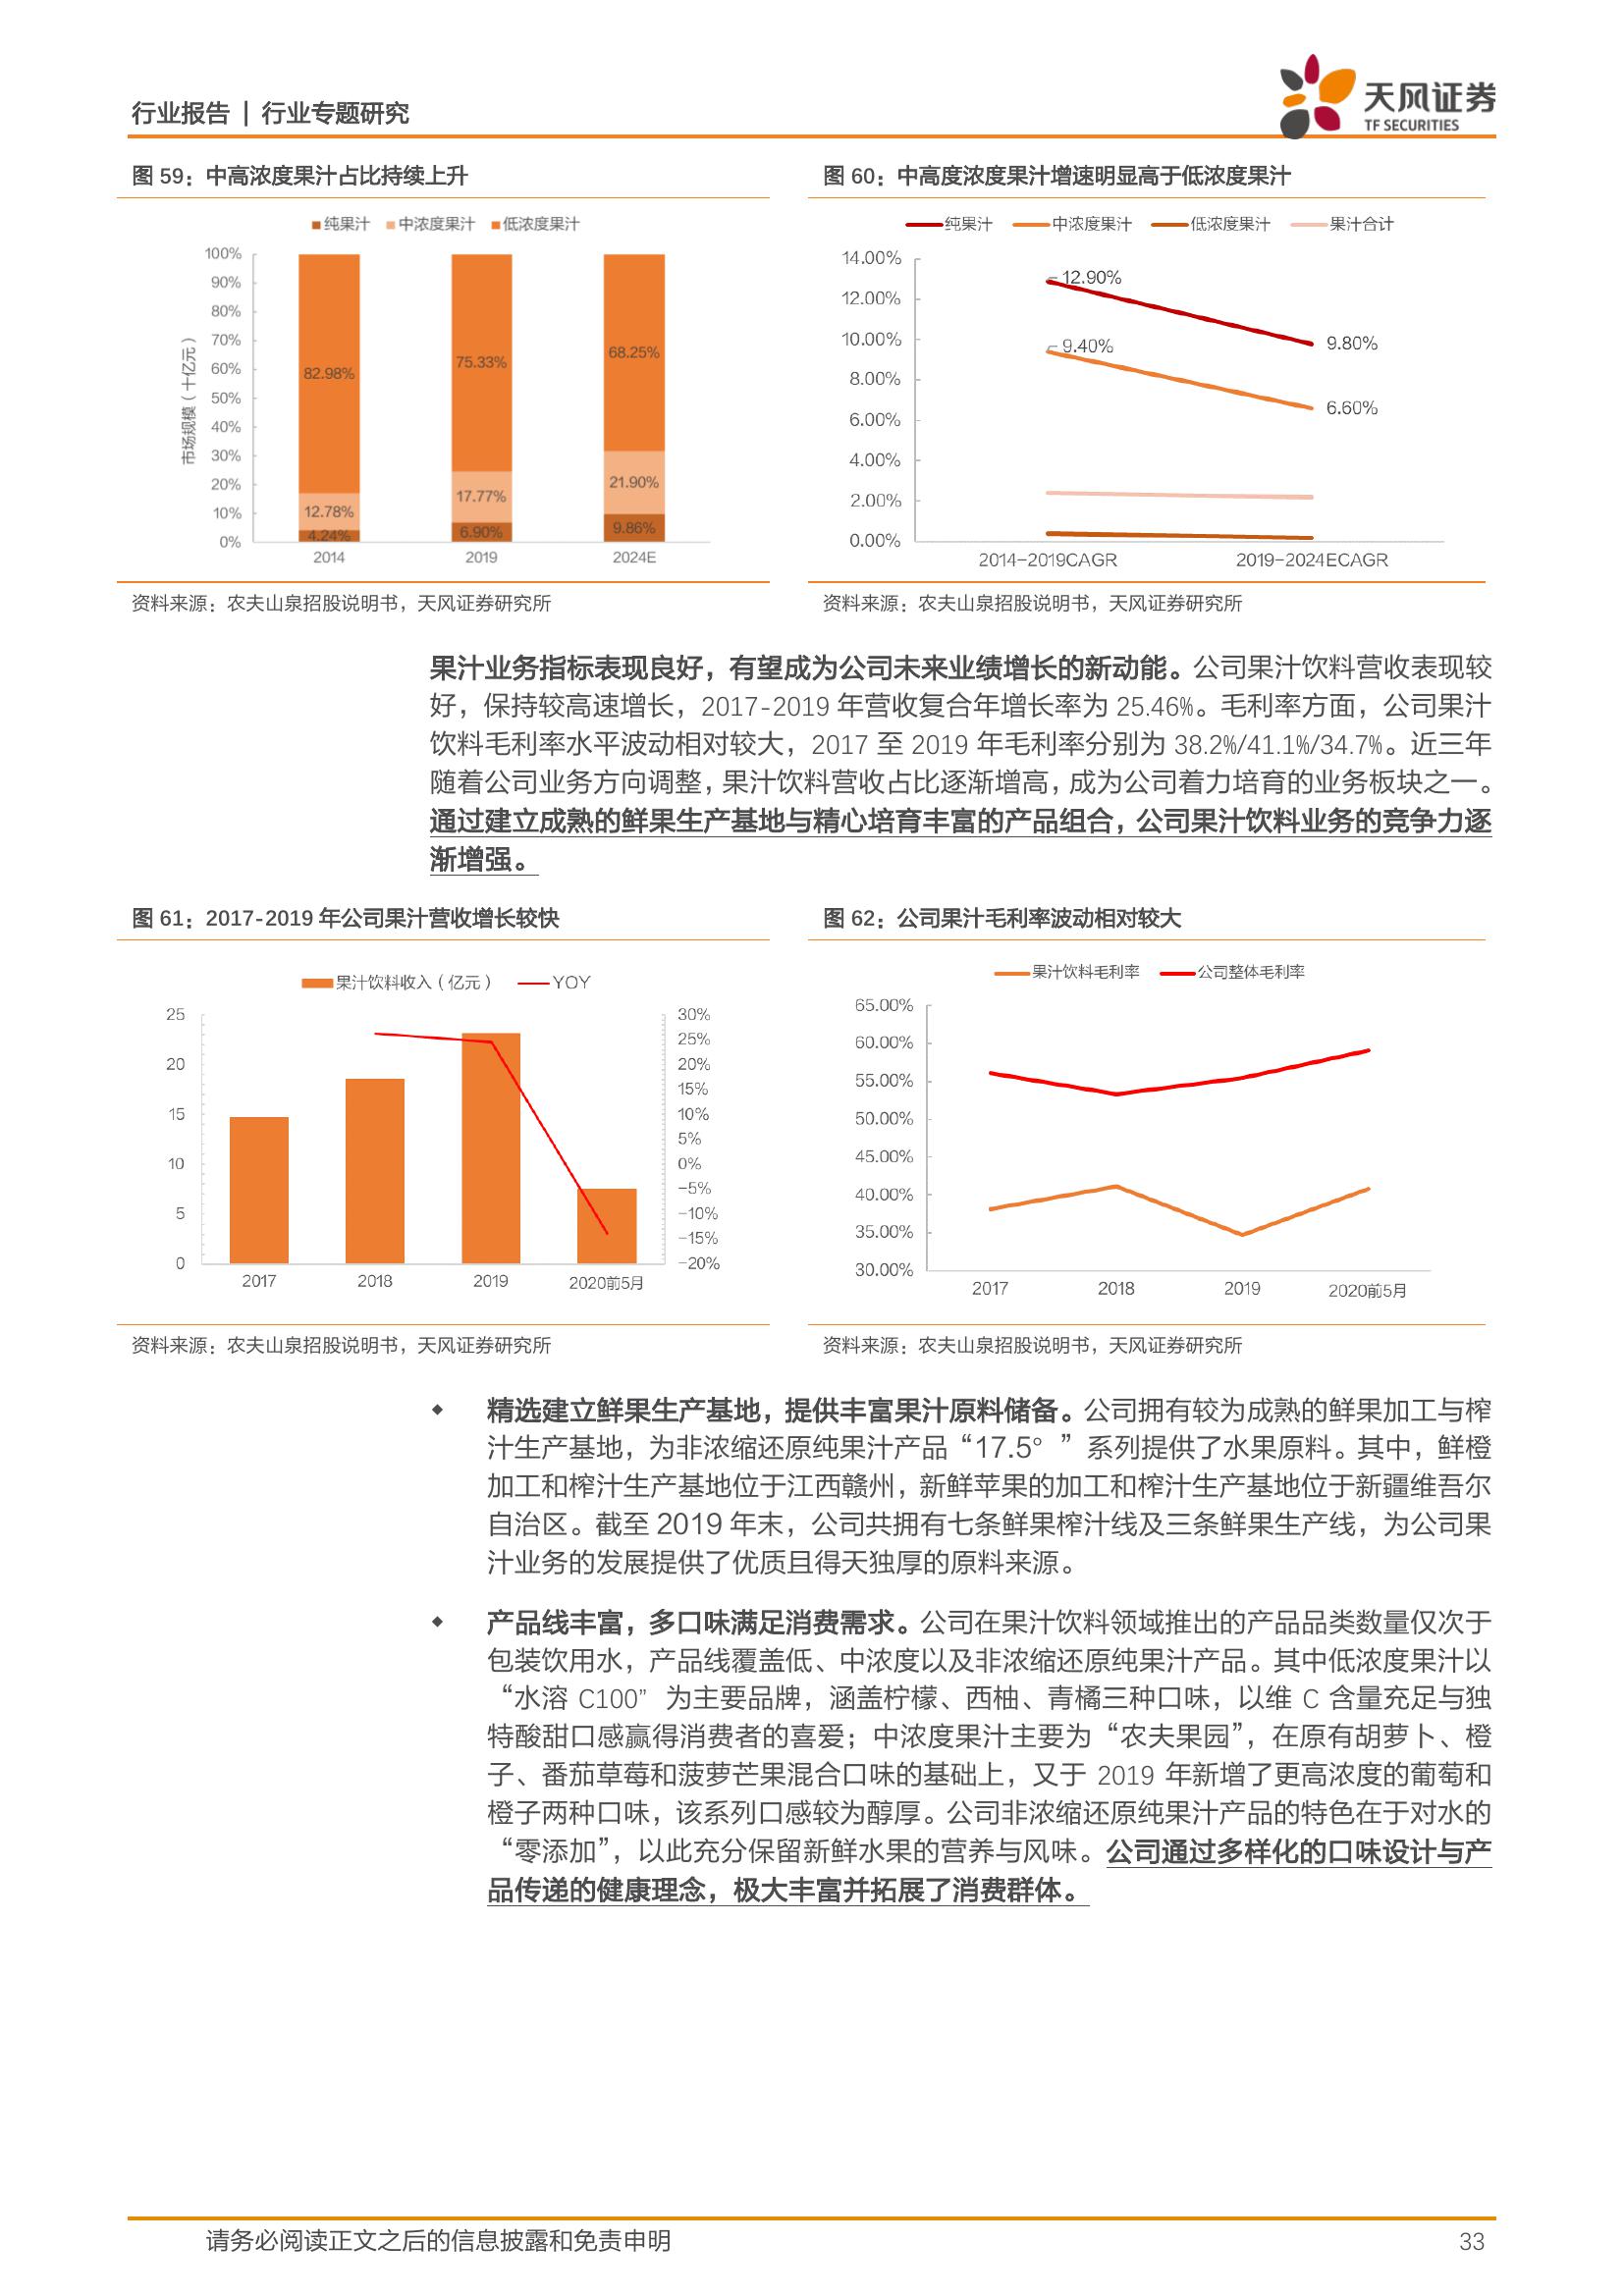 行业报告 | 行业专题研究
天风证券
TF SECURITIES
图 59：中高浓度果汁占比持续上升
纯果汁 中浓度果汁 低浓度果汁
市场规模（十亿元）
100%
90%
80%
70%
60%
50%
40%
30%
20%
10%
0%
82.98%
75.33%
68.25%
12.78%
17.77%
21.90%
4.24%
6.90%
9.86%
2014 2019 2024E
资料来源：农夫山泉招股说明书，天风证券研究所
图 60：中高度浓度果汁增速明显高于低浓度果汁
纯果汁 中浓度果汁 低浓度果汁 果汁合计
14.00%
12.00%
10.00%
8.00%
6.00%
4.00%
2.00%
0.00%
12.90%
9.40%
9.80%
6.60%
2014-2019CAGR 2019-2024ECAGR
资料来源：农夫山泉招股说明书，天风证券研究所
果汁业务指标表现良好，有望成为公司未来业绩增长的新动能。公司果汁饮料营收表现较
好，保持较高速增长，2017-2019 年营收复合年增长率为 25.46%。毛利率方面，公司果汁
饮料毛利率水平波动相对较大，2017 至 2019 年毛利率分别为 38.2%/41.1%/34.7%。近三年
随着公司业务方向调整，果汁饮料营收占比逐渐增高，成为公司着力培育的业务板块之一。
通过建立成熟的鲜果生产基地与精心培育丰富的产品组合，公司果汁饮料业务的竞争力逐
渐增强。
图 61：2017-2019 年公司果汁营收增长较快
果汁饮料收入（亿元） YOY
25
20
15
10
5
0
30%
25%
20%
15%
10%
5%
0%
-5%
-10%
-15%
-20%
2017 2018 2019 2020前5月
资料来源：农夫山泉招股说明书，天风证券研究所
图 62：公司果汁毛利率波动相对较大
果汁饮料毛利率 公司整体毛利率
65.00%
60.00%
55.00%
50.00%
45.00%
40.00%
35.00%
30.00%
2017 2018 2019 2020前5月
资料来源：农夫山泉招股说明书，天风证券研究所
◆ 精选建立鲜果生产基地，提供丰富果汁原料储备。公司拥有较为成熟的鲜果加工与榨
汁生产基地，为非浓缩还原纯果汁产品“17.5°”系列提供了水果原料。其中，鲜橙
加工和榨汁生产基地位于江西赣州，新鲜苹果的加工和榨汁生产基地位于新疆维吾尔
自治区。截至 2019 年末，公司共拥有七条鲜果榨汁线及三条鲜果生产线，为公司果
汁业务的发展提供了优质且得天独厚的原料来源。
◆ 产品线丰富，多口味满足消费需求。公司在果汁饮料领域推出的产品品类数量仅次于
包装饮用水，产品线覆盖低、中浓度以及非浓缩还原纯果汁产品。其中低浓度果汁以
“水溶 C100” 为主要品牌，涵盖柠檬、西柚、青橘三种口味，以维 C 含量充足与独
特酸甜口感赢得消费者的喜爱；中浓度果汁主要为“农夫果园”，在原有胡萝卜、橙
子、番茄草莓和菠萝芒果混合口味的基础上，又于 2019 年新增了更高浓度的葡萄和
橙子两种口味，该系列口感较为醇厚。公司非浓缩还原纯果汁产品的特色在于对水的
“零添加”，以此充分保留新鲜水果的营养与风味。公司通过多样化的口味设计与产
品传递的健康理念，极大丰富并拓展了消费群体。
请务必阅读正文之后的信息披露和免责申明 33